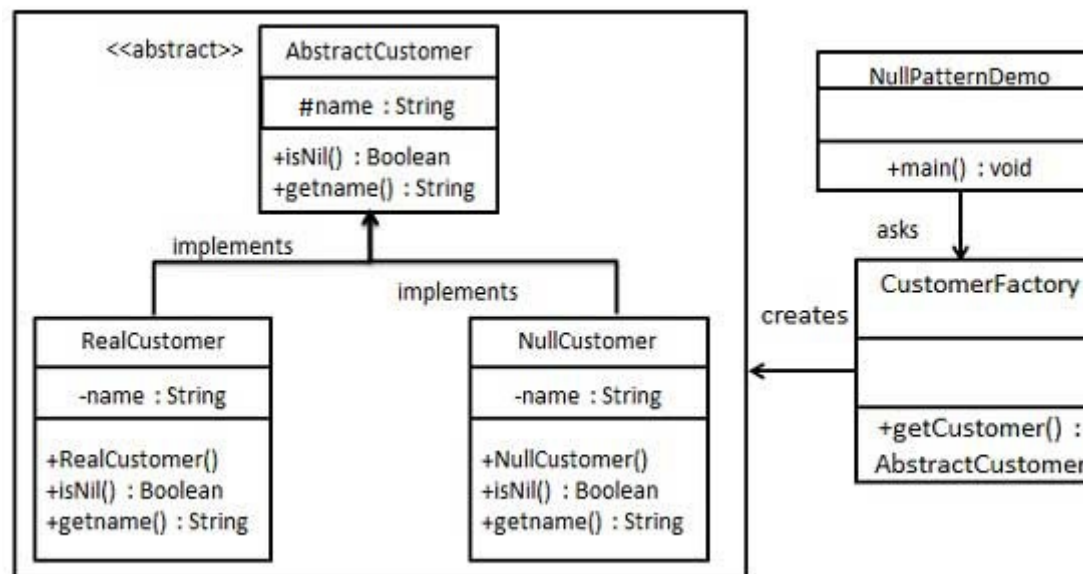 <<abstract>>
AbstractCustomer
#name : String
+isNil() : Boolean
+getname() : String
implements
implements
RealCustomer
-name : String
+RealCustomer()
+isNil() : Boolean
+getname() : String
NullCustomer
-name : String
+NullCustomer()
+isNil() : Boolean
+getname() : String
NullPatternDemo
+main() : void
asks
CustomerFactory
creates
+getCustomer() :
AbstractCustomer